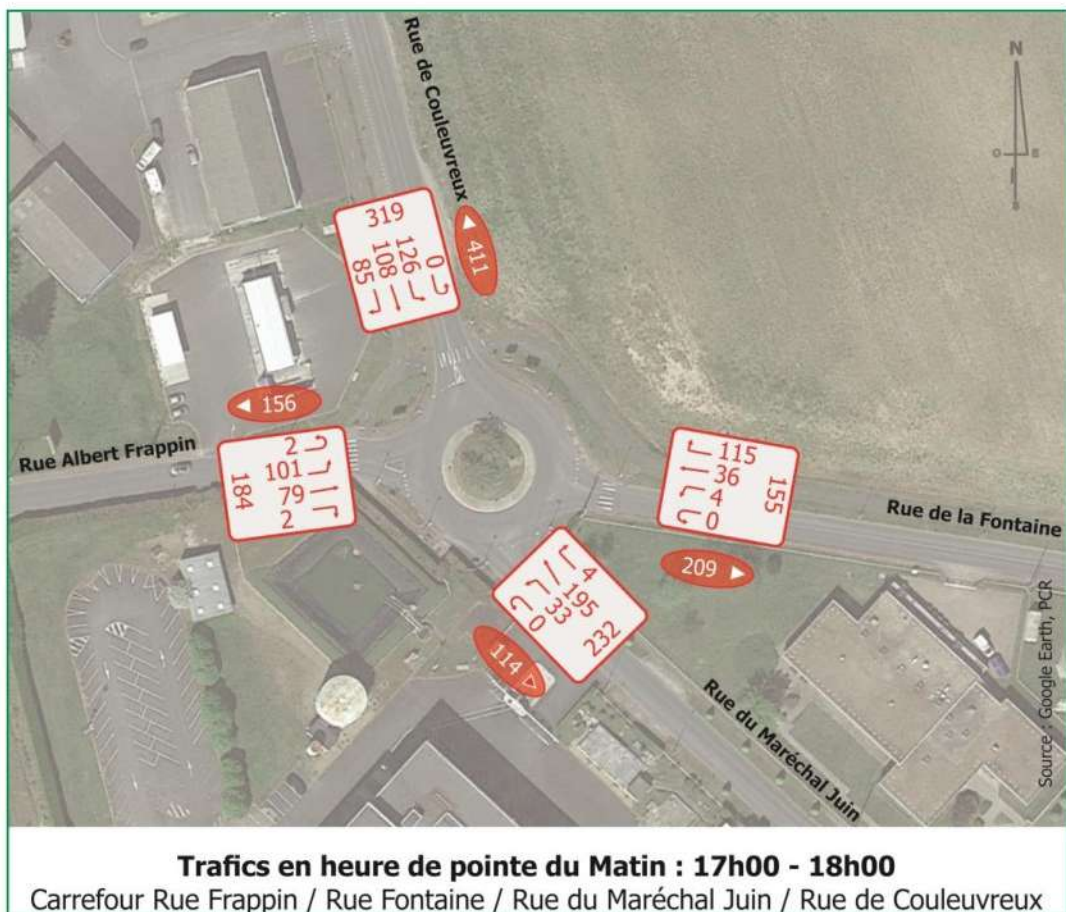 Rue de Couleuvreux
N
O
E
S
319
0
126
108
85
411
156
Rue Albert Frappin
184
2
101
79
2
115
36
4
0
155
Rue de la Fontaine
209
4
195
33
0
232
114
Rue du Maréchal Juin
Source : Google Earth, PCR
Trafics en heure de pointe du Matin : 17h00 - 18h00
Carrefour Rue Frappin / Rue Fontaine / Rue du Maréchal Juin / Rue de Couleuvreux